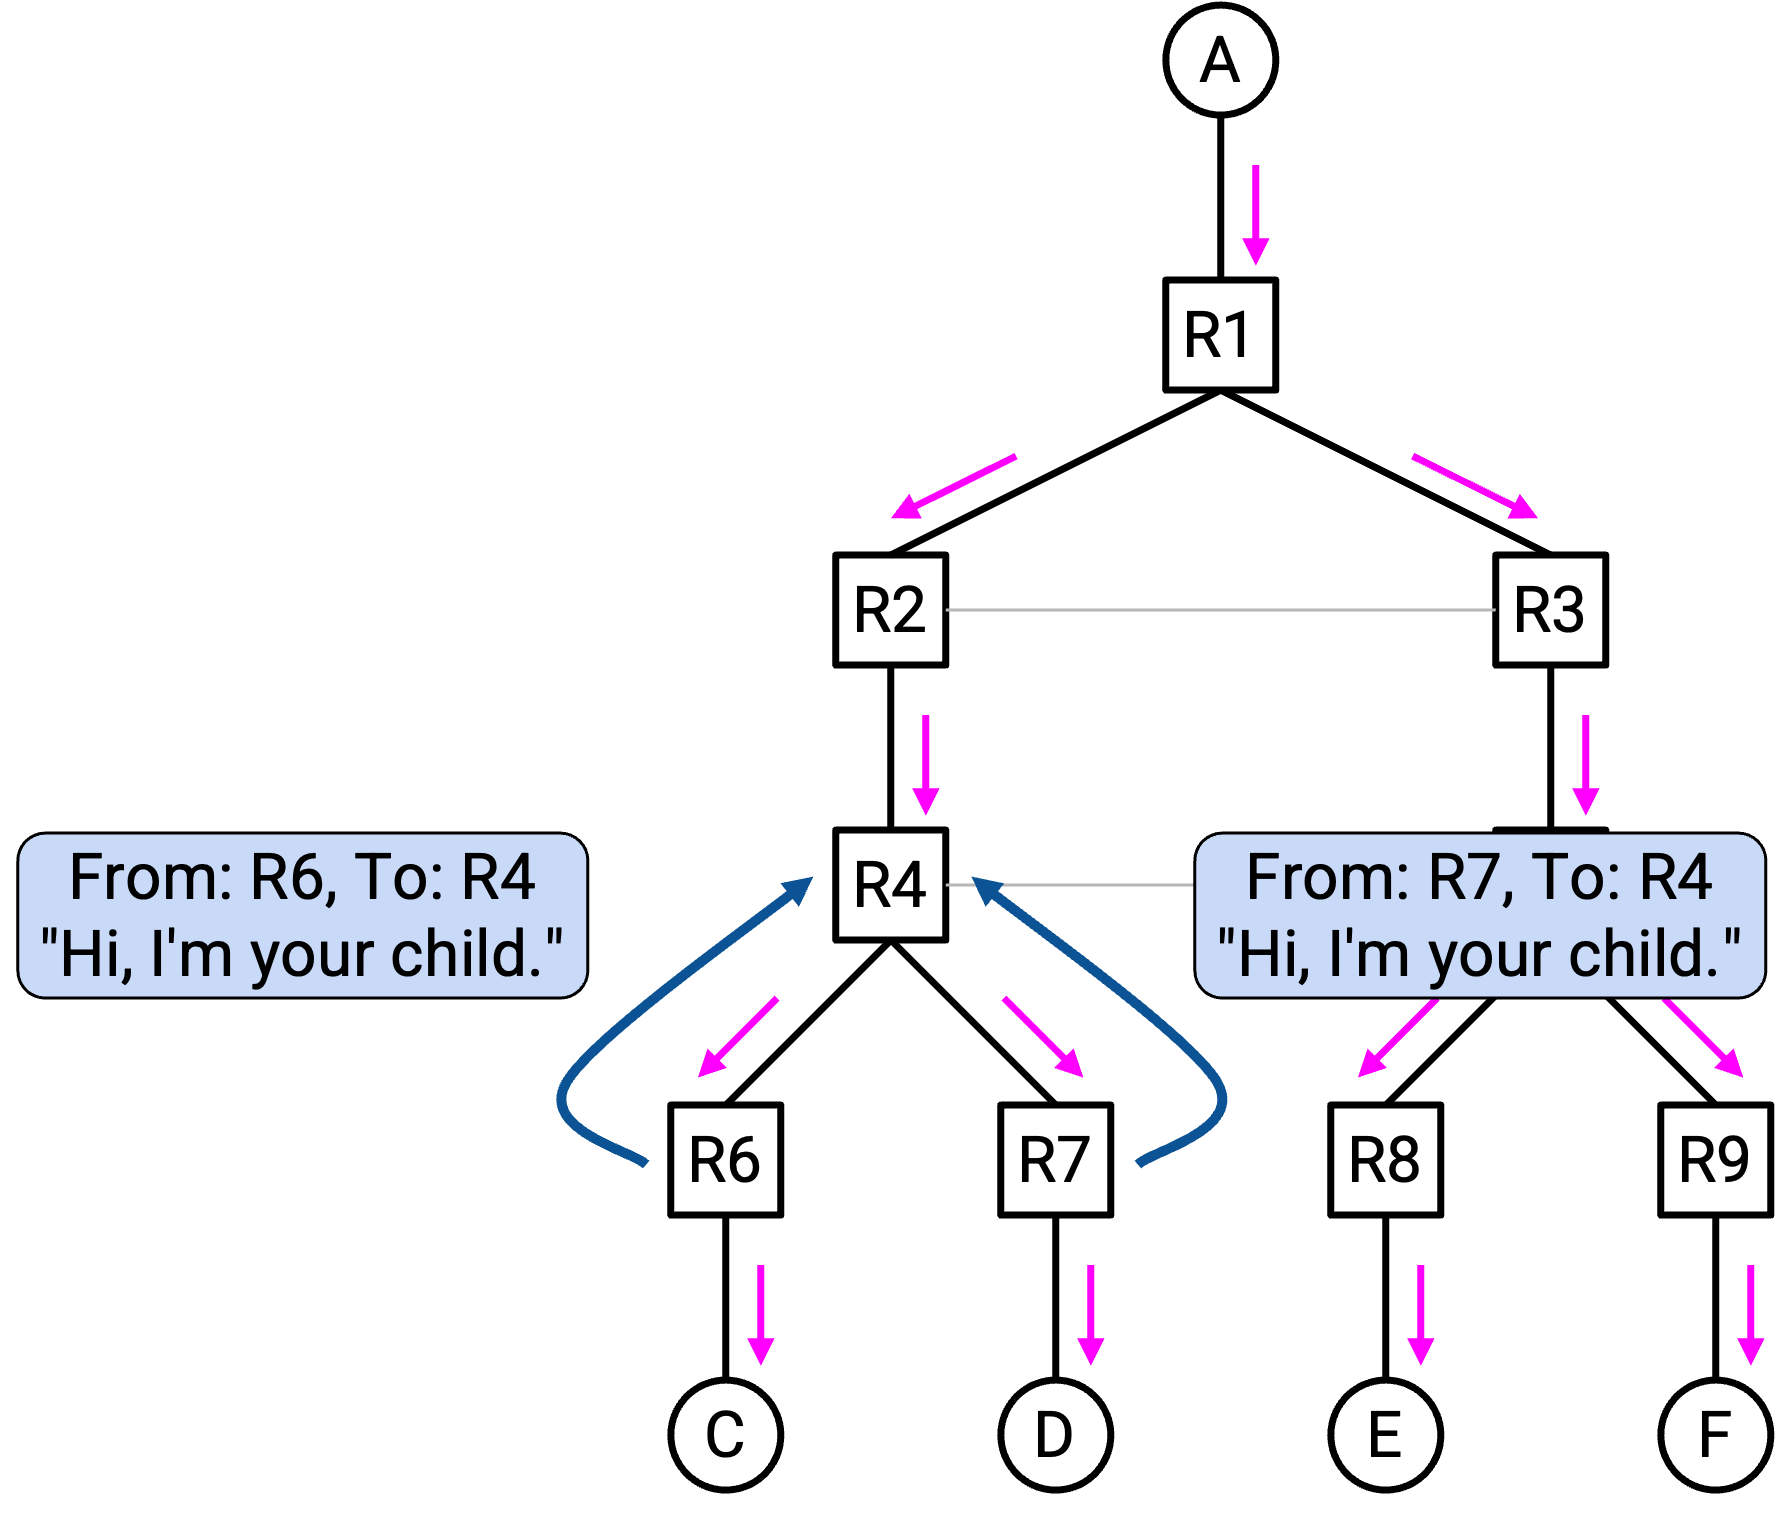 A
R1
R2
R3
From: R6, To: R4
"Hi, I'm your child."
R4
From: R7, To: R4
"Hi, I'm your child."
R6
R7
R8
R9
C
D
E
F